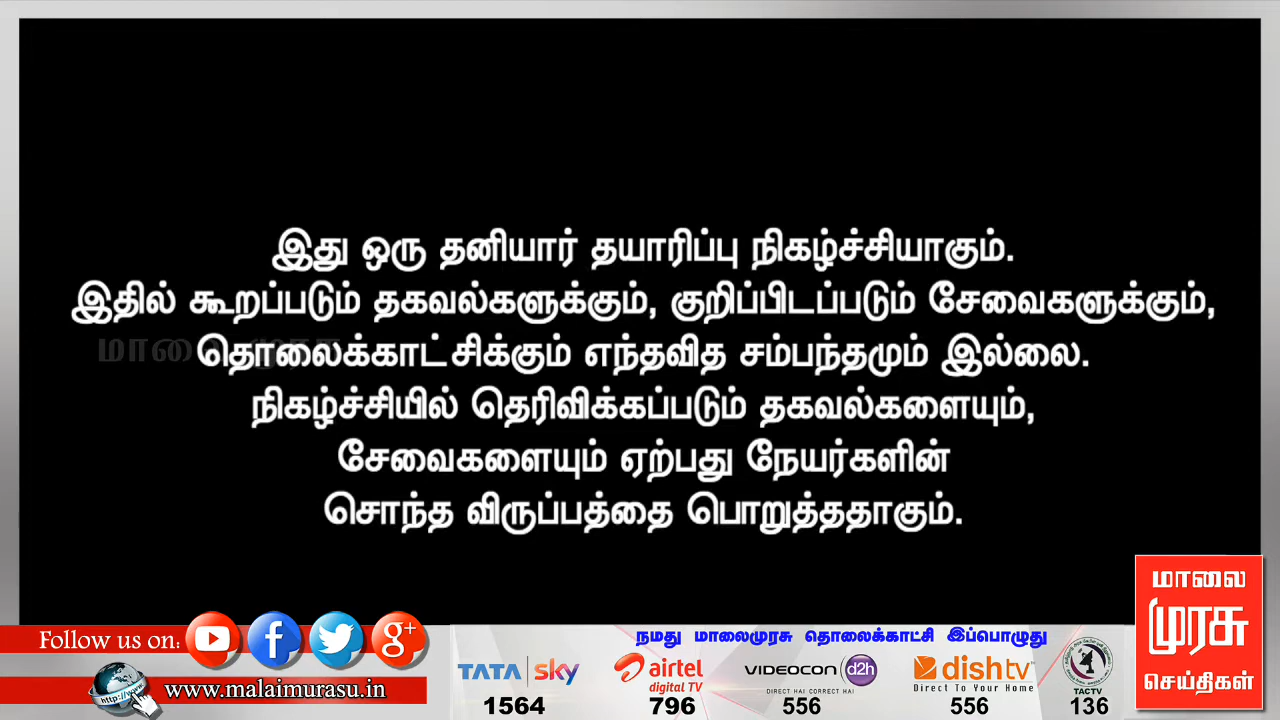 இது ஒரு தனியார் தயாரிப்பு நிகழ்ச்சியாகும்.
இதில் கூறப்படும் தகவல்களுக்கும், குறிப்பிடப்படும் சேவைகளுக்கும்,
தொலைக்காட்சிக்கும் எந்தவித சம்பந்தமும் இல்லை.
நிகழ்ச்சியில் தெரிவிக்கப்படும் தகவல்களையும்,
சேவைகளையும் ஏற்பது நேயர்களின்
சொந்த விருப்பத்தை பொறுத்ததாகும்.
மாலை முரசு
Follow us on:
www.malaimurasu.in
நமது மாலைமுரசு தொலைக்காட்சி இப்பொழுது
TATA sky
1564
airtel
digital TV
796
VIDEOCON d2h
DIRECT HAI CORRECT HAI
556
dishtv
Direct To Your Home
556
TACTV
136
மாலை
முரசு
செய்திகள்